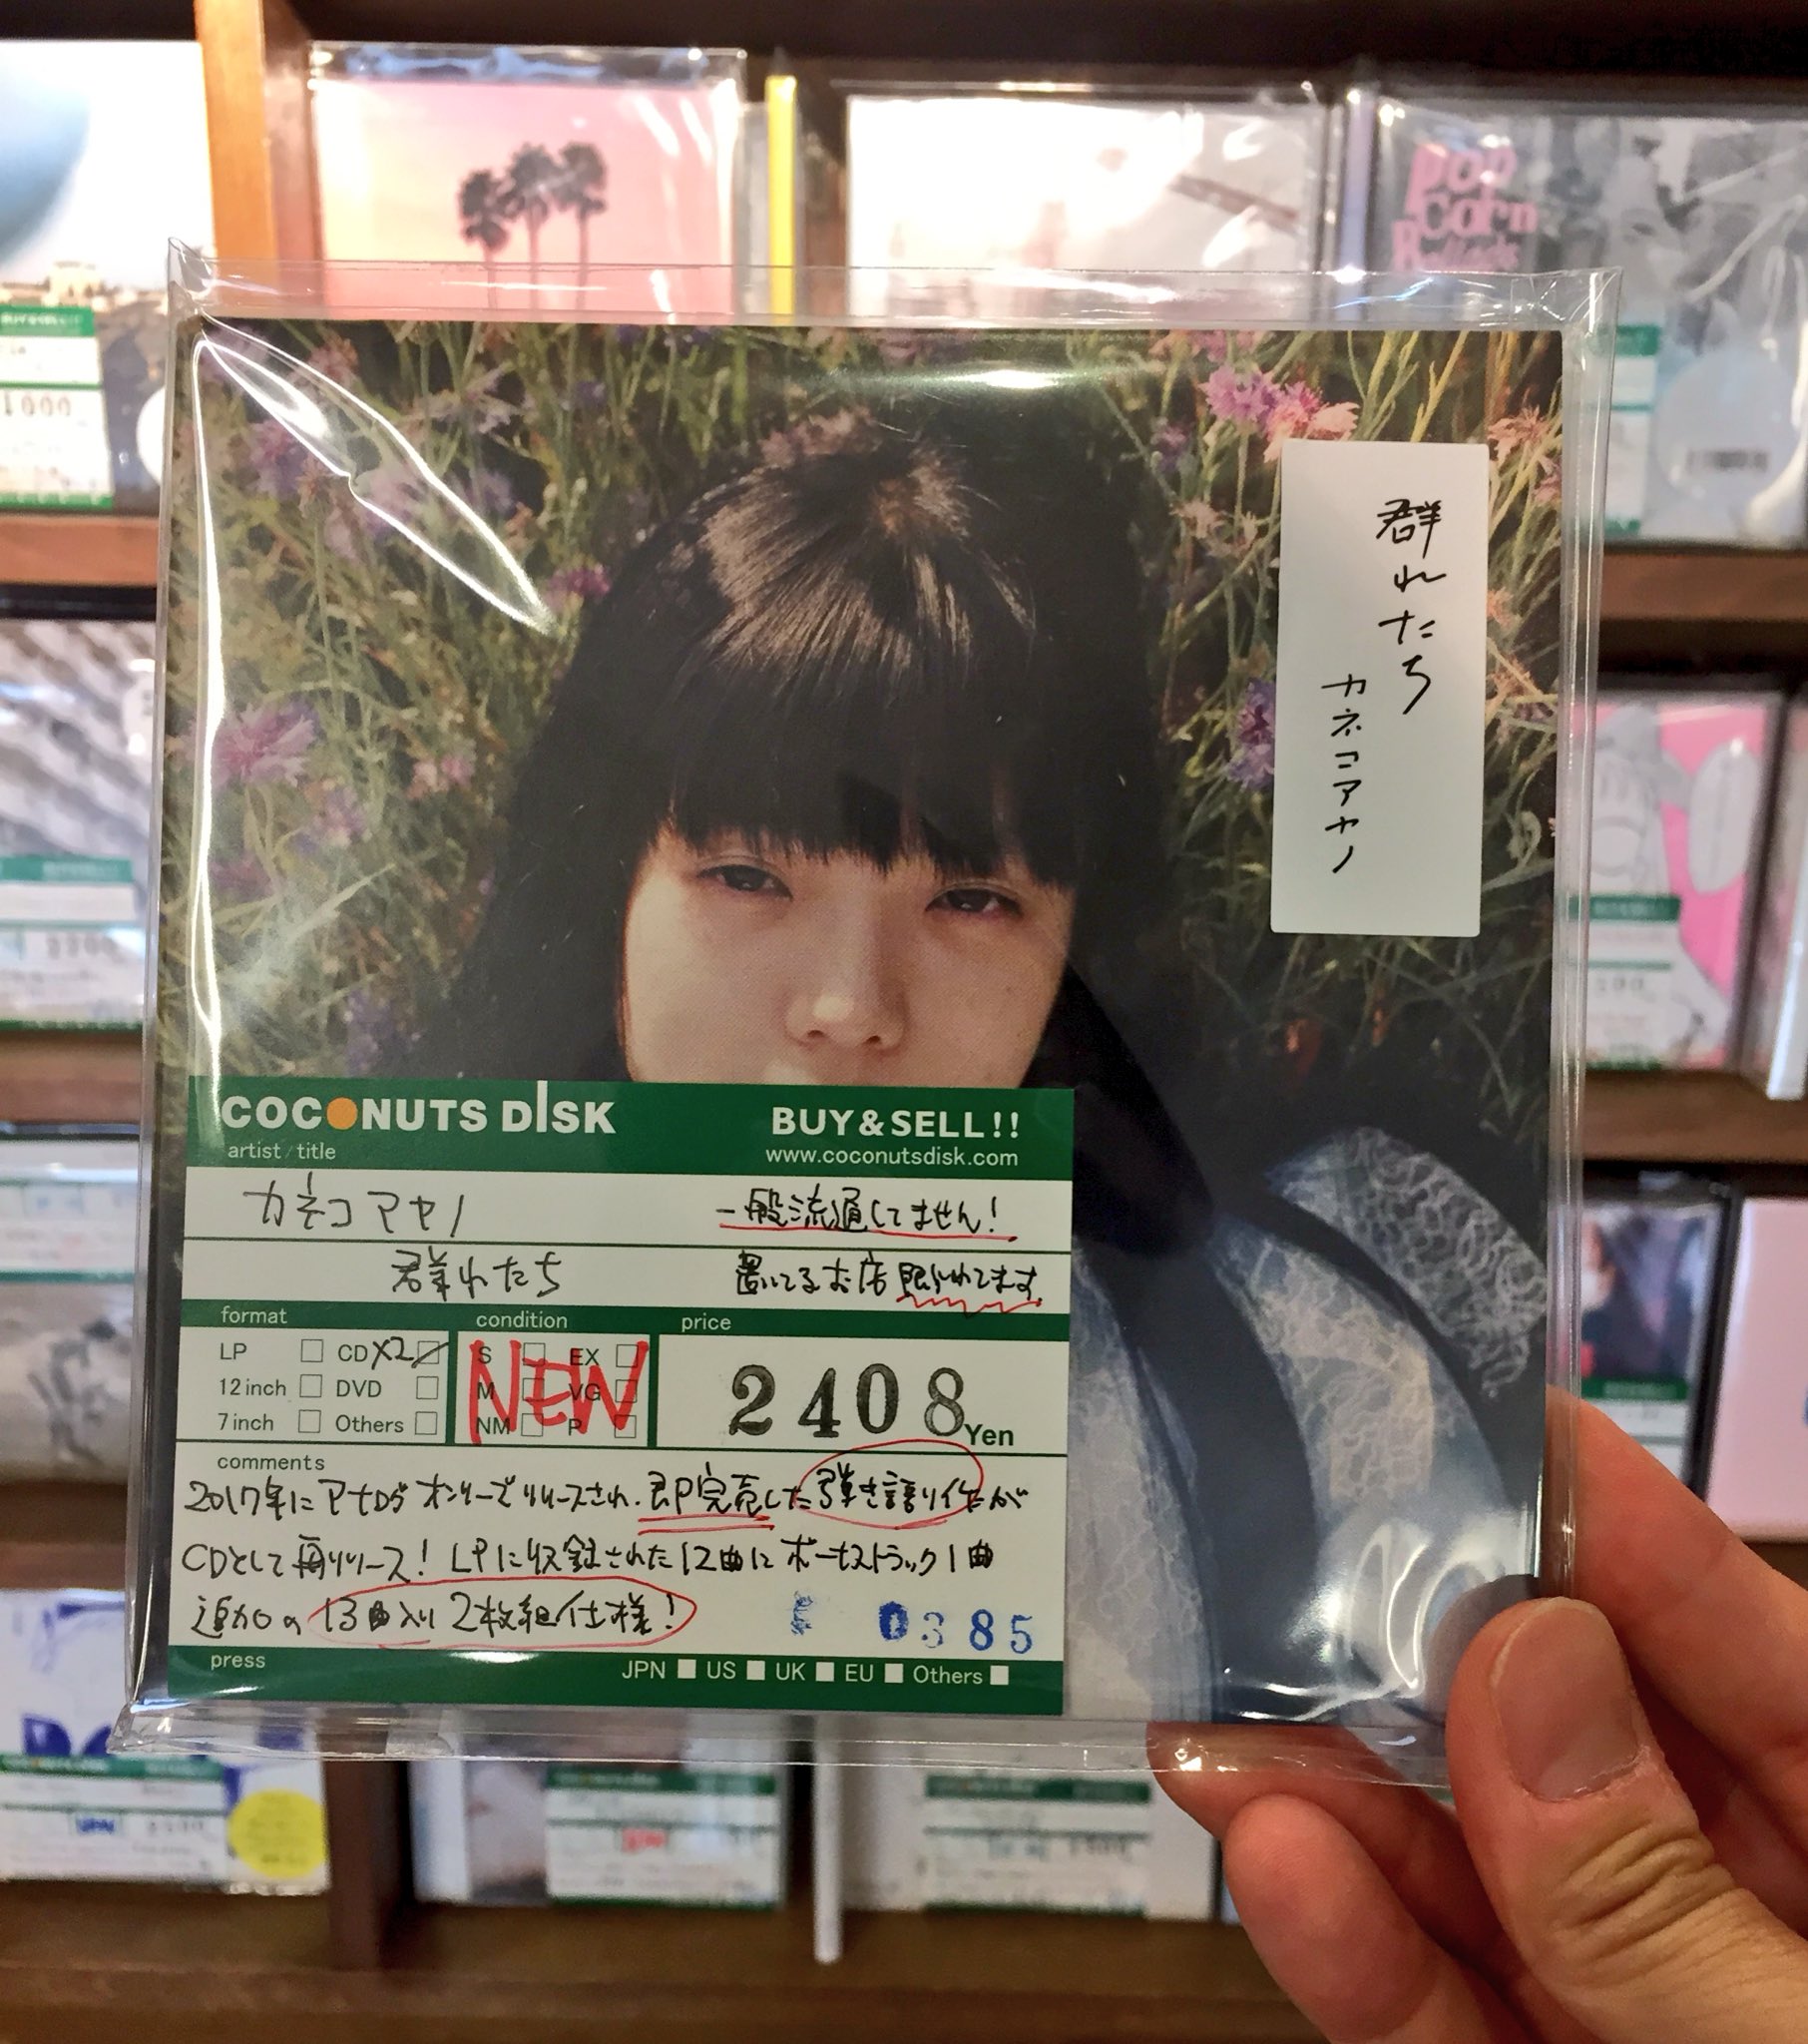 pop
corn
Ballads
群れたち
カネコアヤノ
COCONUTS DISK
BUY&SELL!!
artist/title
www.coconutsdisk.com
カネコアヤノ
一般流通してません!
群れたち
置いてるお店限られてます
format
condition
price
LP
CD X2
S
EX
NEW
12inch
DVD
M
VG
7inch
Others
NM
P
2408 Yen
comments
2017年にアナログオンリーでリリースされ、即完売した弾き語り作が
CDとして再リリース! LPに収録された12曲にボーナストラック1曲
追加の13曲入り2枚組仕様!
0385
press
JPN US UK EU Others
BUY&SELL!!
1000